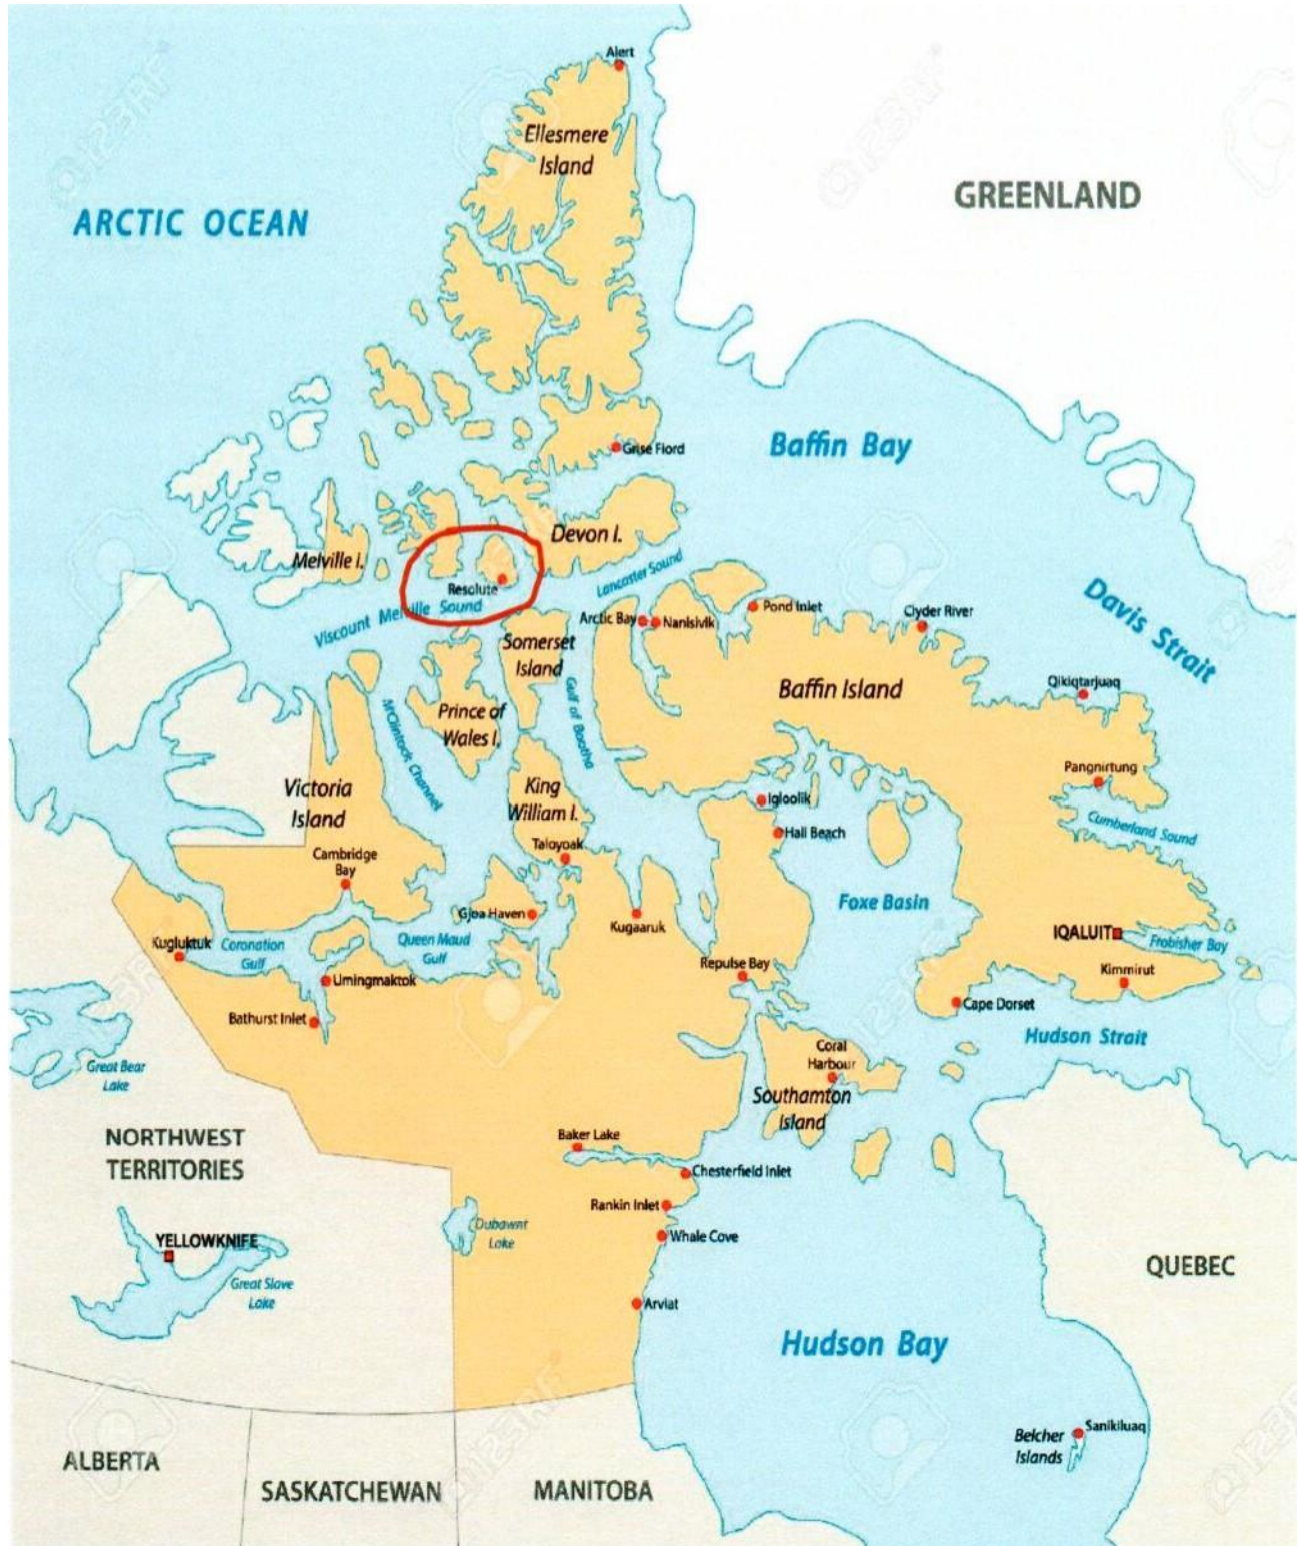 Alert
Ellesmere
Island
GREENLAND
ARCTIC OCEAN
Baffin Bay
Grise Fiord
Devon I.
Melville I.
Lancaster Sound
Resolute
Viscount Melville Sound
Davis Strait
Pond Inlet
Clyder River
Arctic Bay
Nanisivik
Somerset
Island
Qikiqtarjuaq
Baffin Island
Gulf of Bootha
Prince of
Wales I.
M'Clintock Channel
Pangnirtung
Victoria
Island
King
William I.
Igloolik
Cumberland Sound
Hall Beach
Taloyoak
Cambridge
Bay
Foxe Basin
Gjoa Haven
Kugaaruk
IQALUIT
Frobisher Bay
Kugluktuk
Coronation
Gulf
Queen Maud
Gulf
Repulse Bay
Kimmirut
Umingmaktok
Cape Dorset
Bathurst Inlet
Hudson Strait
Coral
Harbour
Great Bear
Lake
Southamton
Island
NORTHWEST
TERRITORIES
Baker Lake
Chesterfield Inlet
Rankin Inlet
Dubawnt
Lake
Whale Cove
YELLOWKNIFE
Great Slave
Lake
QUEBEC
Arviat
Hudson Bay
Sanikiluaq
Belcher
Islands
ALBERTA
SASKATCHEWAN
MANITOBA
123RF